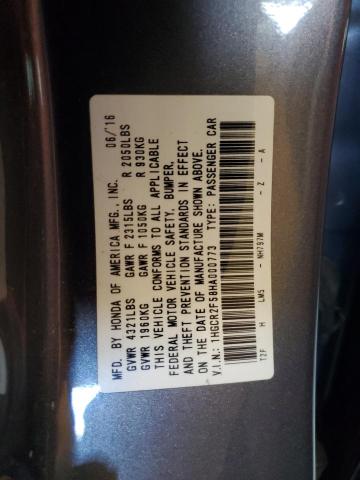 MFD. BY HONDA OF AMERICA MFG., INC. 06/'16
GVWR 4321LBS GAWR F 2315LBS R 2050LBS
GVWR 1960KG GAWR F 1050KG R 930KG
THIS VEHICLE CONFORMS TO ALL APPLICABLE
FEDERAL MOTOR VEHICLE SAFETY, BUMPER,
AND THEFT PREVENTION STANDARDS IN EFFECT
ON THE DATE OF MANUFACTURE SHOWN ABOVE.
V.I.N.: 1HGCR2F58HA000773 TYPE: PASSENGER CAR
T2F H LM5 - NH797M - Z - A